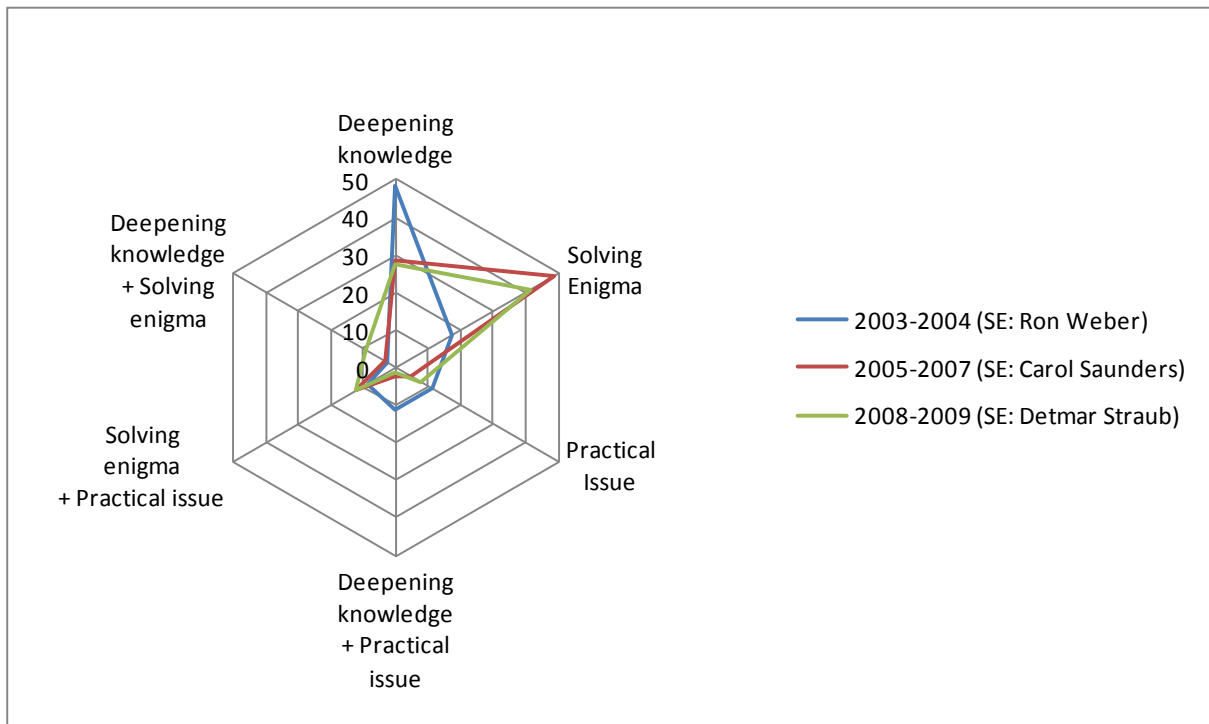 Deepening
knowledge
50
40
30
20
10
0
Solving
Enigma
Practical
Issue
Deepening
knowledge
+ Practical
issue
Solving
enigma
+ Practical issue
Deepening
knowledge
+ Solving
enigma
2003-2004 (SE: Ron Weber)
2005-2007 (SE: Carol Saunders)
2008-2009 (SE: Detmar Straub)